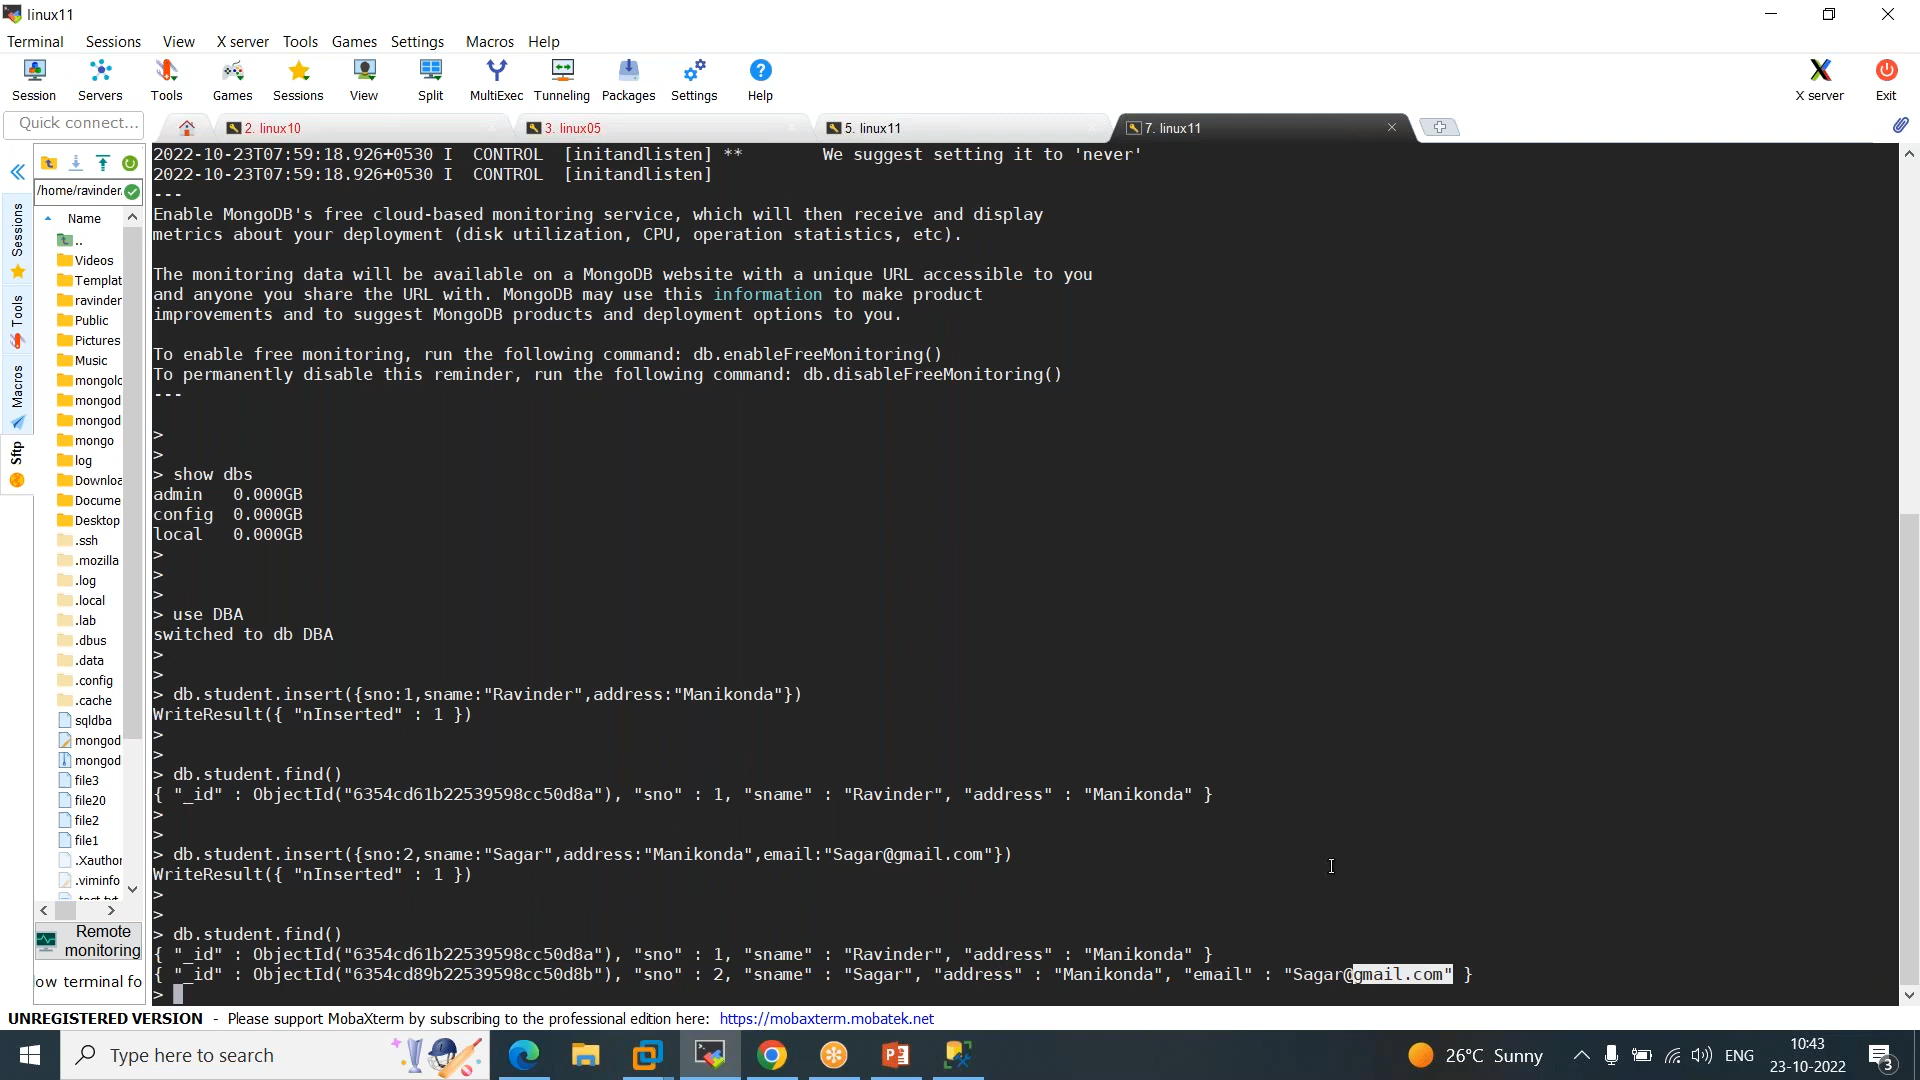 linux11
Terminal Sessions View X server Tools Games Settings Macros Help
Session Servers Tools Games Sessions View Split MultiExec Tunneling Packages Settings Help X server Exit
Quick connect... 2. linux10 3. linux05 5. linux11 7. linux11
/home/ravinder
Name
..
Videos
Templat
ravinder
Public
Pictures
Music
mongolc
mongod
mongod
mongo
log
Downloa
Docume
Desktop
.ssh
.mozilla
.log
.local
.lab
.dbus
.data
.config
.cache
sqldba
mongod
mongod
file3
file20
file2
file1
.Xauthor
.viminfo
Sessions
Tools
Macros
Sftp
Remote
monitoring
ow terminal fo
2022-10-23T07:59:18.926+0530 I  CONTROL  [initandlisten] **        We suggest setting it to 'never'
2022-10-23T07:59:18.926+0530 I  CONTROL  [initandlisten]
---
Enable MongoDB's free cloud-based monitoring service, which will then receive and display
metrics about your deployment (disk utilization, CPU, operation statistics, etc).
The monitoring data will be available on a MongoDB website with a unique URL accessible to you
and anyone you share the URL with. MongoDB may use this information to make product
improvements and to suggest MongoDB products and deployment options to you.
To enable free monitoring, run the following command: db.enableFreeMonitoring()
To permanently disable this reminder, run the following command: db.disableFreeMonitoring()
---
>
>
> show dbs
admin   0.000GB
config  0.000GB
local   0.000GB
>
>
>
> use DBA
switched to db DBA
>
>
> db.student.insert({sno:1,sname:"Ravinder",address:"Manikonda"})
WriteResult({ "nInserted" : 1 })
>
>
> db.student.find()
{ "_id" : ObjectId("6354cd61b22539598cc50d8a"), "sno" : 1, "sname" : "Ravinder", "address" : "Manikonda" }
>
>
> db.student.insert({sno:2,sname:"Sagar",address:"Manikonda",email:"Sagar@gmail.com"})
WriteResult({ "nInserted" : 1 })
>
>
> db.student.find()
{ "_id" : ObjectId("6354cd61b22539598cc50d8a"), "sno" : 1, "sname" : "Ravinder", "address" : "Manikonda" }
{ "_id" : ObjectId("6354cd89b22539598cc50d8b"), "sno" : 2, "sname" : "Sagar", "address" : "Manikonda", "email" : "Sagar@gmail.com" }
>
UNREGISTERED VERSION - Please support MobaXterm by subscribing to the professional edition here: https://mobaxterm.mobatek.net
Type here to search
26°C Sunny
ENG
10:43
23-10-2022
3